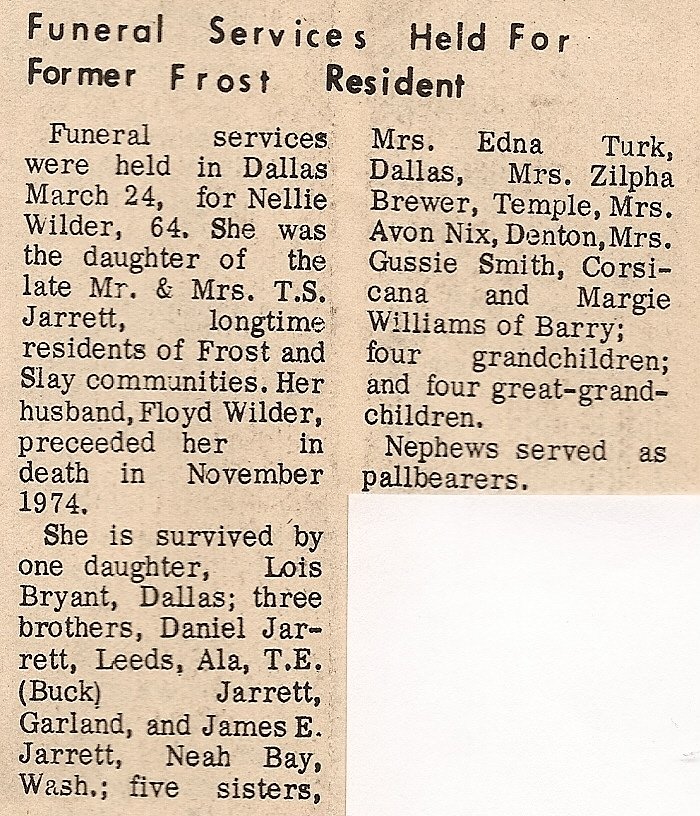 Funeral Services Held For
Former Frost Resident
Funeral services
were held in Dallas
March 24, for Nellie
Wilder, 64. She was
the daughter of the
late Mr. & Mrs. T.S.
Jarrett, longtime
residents of Frost and
Slay communities. Her
husband, Floyd Wilder,
preceeded her in
death in November
1974.
She is survived by
one daughter, Lois
Bryant, Dallas; three
brothers, Daniel Jar-
rett, Leeds, Ala, T.E.
(Buck) Jarrett,
Garland, and James E.
Jarrett, Neah Bay,
Wash.; five sisters,
Mrs. Edna Turk,
Dallas, Mrs. Zilpha
Brewer, Temple, Mrs.
Avon Nix, Denton, Mrs.
Gussie Smith, Corsi-
cana and Margie
Williams of Barry;
four grandchildren;
and four great-grand-
children.
Nephews served as
pallbearers.